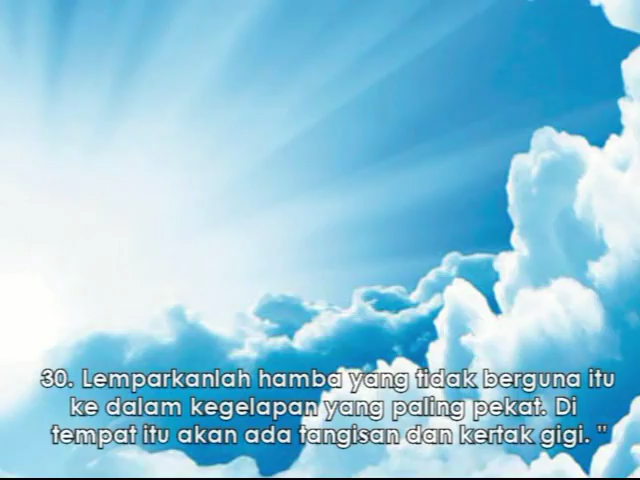 30. Lemparkanlah hamba yang tidak berguna itu
ke dalam kegelapan yang paling pekat. Di
tempat itu akan ada tangisan dan kertak gigi. "